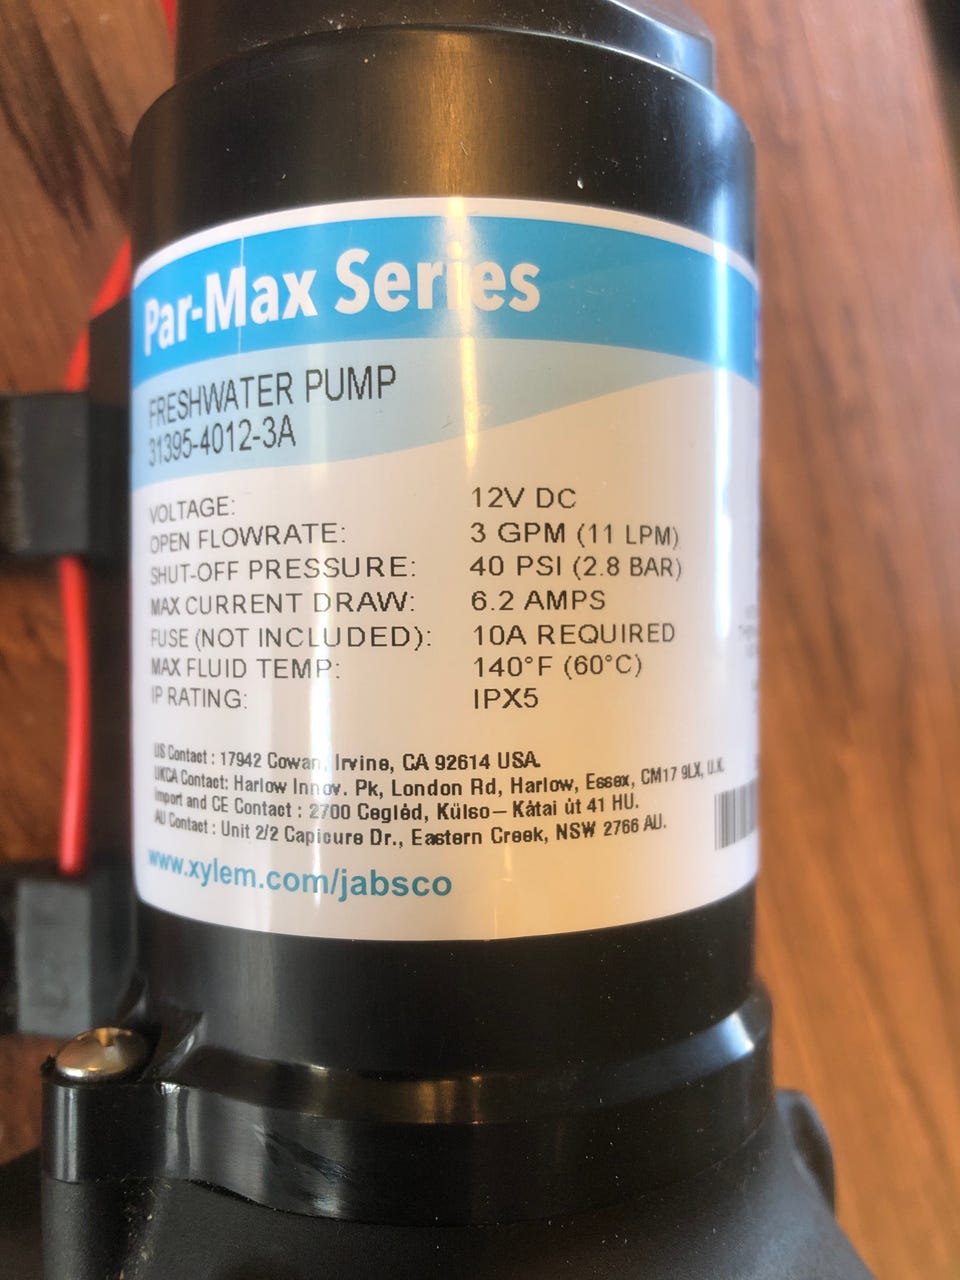 Par-Max Series
FRESHWATER PUMP
31395-4012-3A
VOLTAGE: 12V DC
OPEN FLOWRATE: 3 GPM (11 LPM)
SHUT-OFF PRESSURE: 40 PSI (2.8 BAR)
MAX CURRENT DRAW: 6.2 AMPS
FUSE (NOT INCLUDED): 10A REQUIRED
MAX FLUID TEMP: 140°F (60°C)
IP RATING: IPX5
US Contact : 17942 Cowan, Irvine, CA 92614 USA.
UKCA Contact: Harlow Innov. Pk, London Rd, Harlow, Essex, CM17 9LX, U.K.
Import and CE Contact : 2700 Cegléd, Külso– Kátai út 41 HU.
AU Contact : Unit 2/2 Capicure Dr., Eastern Creek, NSW 2766 AU.
www.xylem.com/jabsco